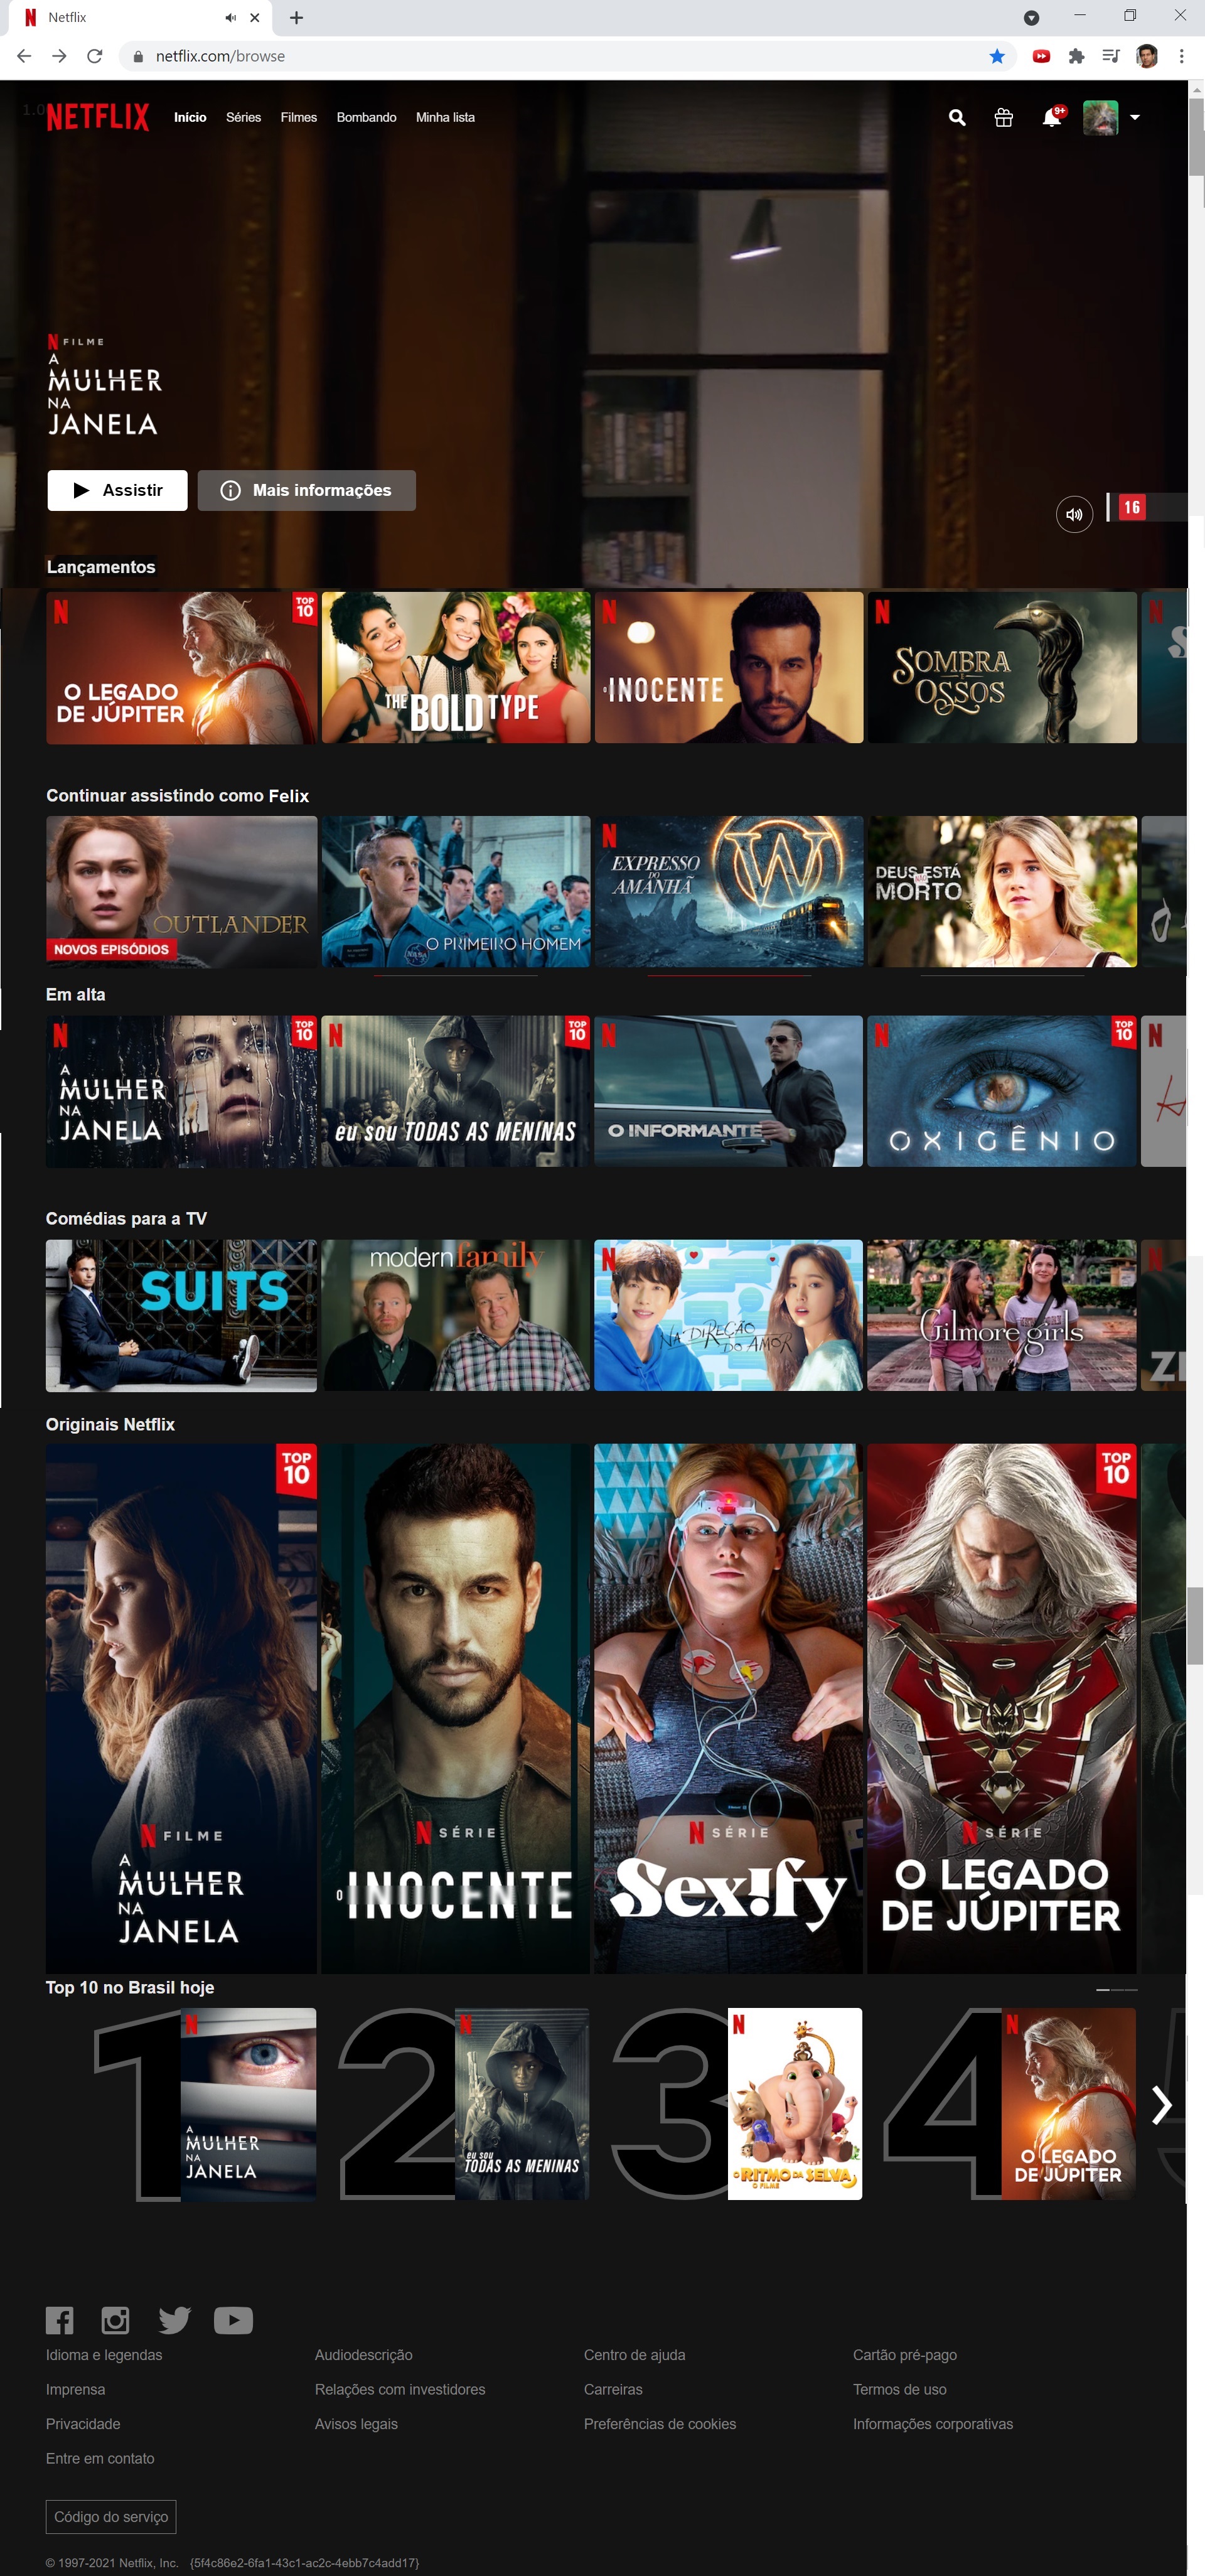 Netflix
netflix.com/browse
1.0
NETFLIX
Início
Séries
Filmes
Bombando
Minha lista
9+
N FILME
A
MULHER
NA
JANELA
Assistir
Mais informações
16
Lançamentos
TOP
10
O LEGADO
DE JÚPITER
THE BOLD TYPE
O INOCENTE
SOMBRA
E
OSSOS
S
Continuar assistindo como Felix
OUTLANDER
NOVOS EPISÓDIOS
NASA
O PRIMEIRO HOMEM
EXPRESSO
DO
AMANHÃ
W
DEUS ESTÁ
MORTO
Em alta
TOP
10
A
MULHER
NA
JANELA
TOP
10
eu sou TODAS AS MENINAS
O INFORMANTE
TOP
10
OXIGÊNIO
Comédias para a TV
SUITS
modern family
NA DIREÇÃO
DO AMOR
Gilmore girls
ZI
Originais Netflix
TOP
10
N FILME
A
MULHER
NA
JANELA
N SÉRIE
O INOCENTE
N SÉRIE
Sex!fy
TOP
10
N SÉRIE
O LEGADO
DE JÚPITER
Top 10 no Brasil hoje
1
A
MULHER
NA
JANELA
2
eu sou
TODAS AS MENINAS
3
O RITMO DA SELVA
O FILME
4
O LEGADO
DE JÚPITER
Idioma e legendas
Audiodescrição
Centro de ajuda
Cartão pré-pago
Imprensa
Relações com investidores
Carreiras
Termos de uso
Privacidade
Avisos legais
Preferências de cookies
Informações corporativas
Entre em contato
Código do serviço
© 1997-2021 Netflix, Inc. {5f4c86e2-6fa1-43c1-ac2c-4ebb7c4add17}